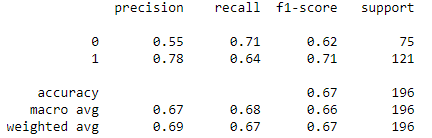 precision recall f1-score support
0 0.55 0.71 0.62 75
1 0.78 0.64 0.71 121
accuracy 0.67 196
macro avg 0.67 0.68 0.66 196
weighted avg 0.69 0.67 0.67 196